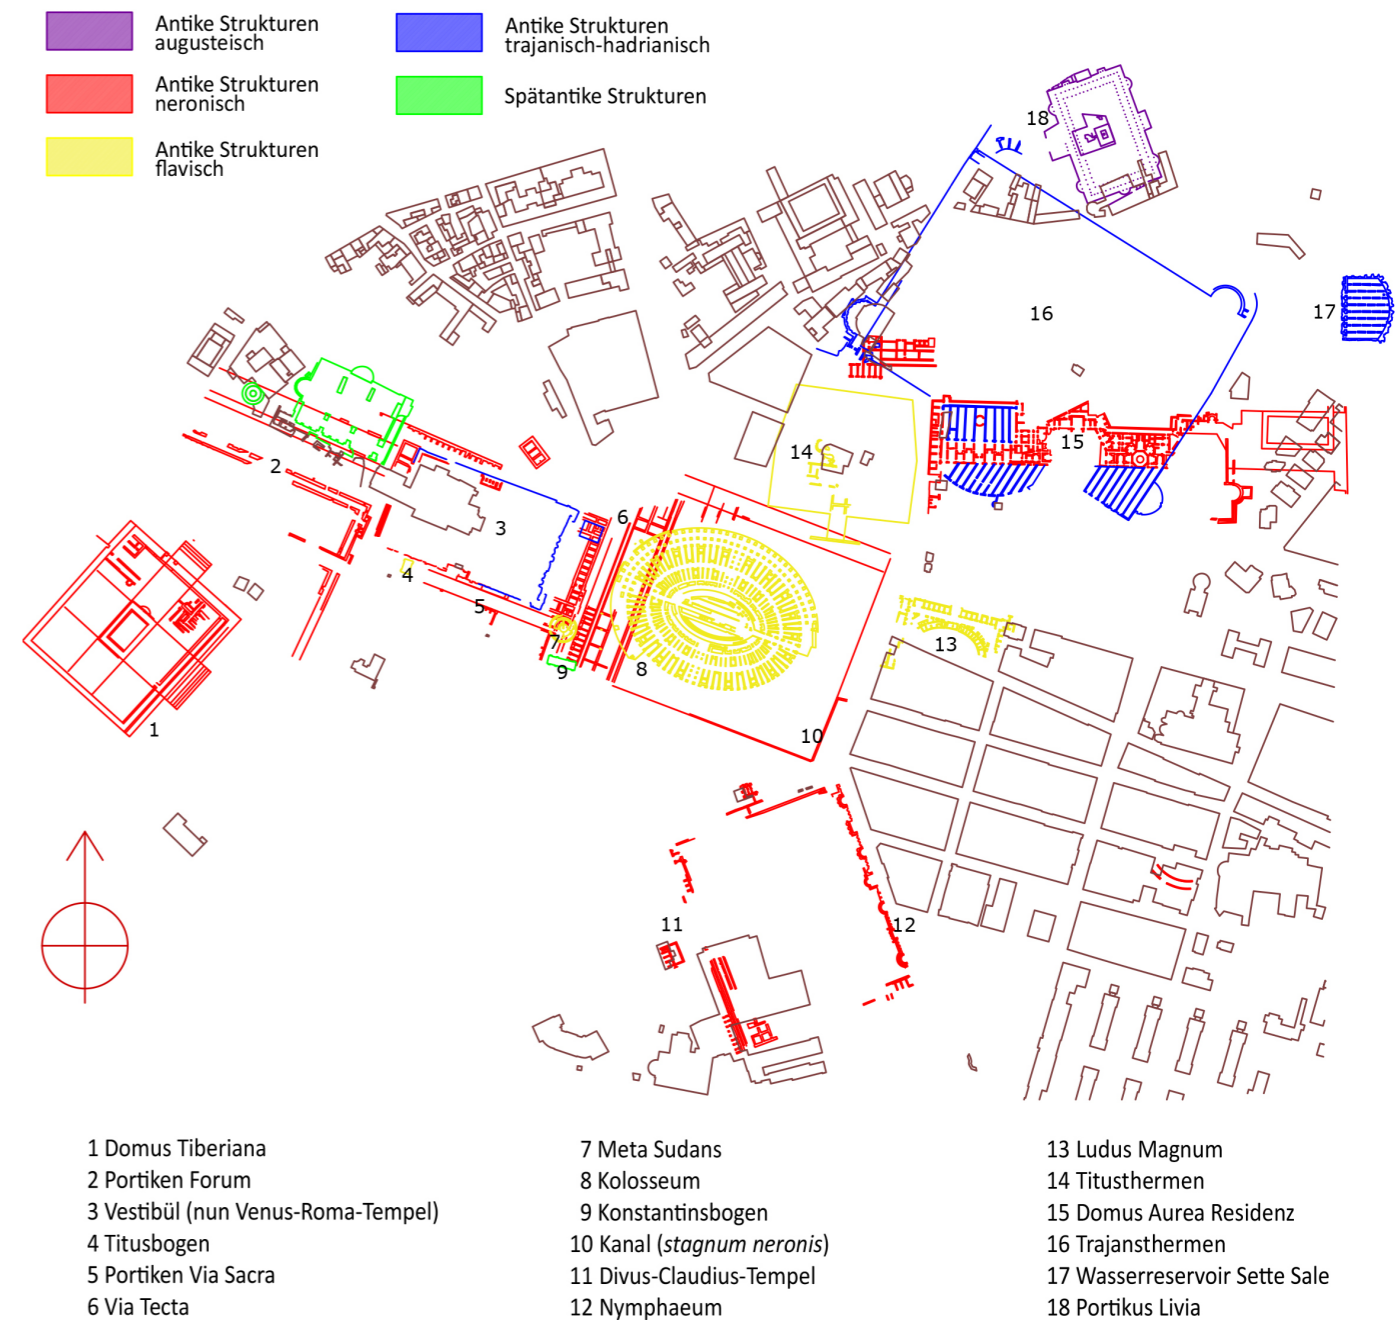 Antike Strukturen
augusteisch
Antike Strukturen
trajanisch-hadrianisch
Antike Strukturen
neronisch
Spätantike Strukturen
Antike Strukturen
flavisch
18
17
16
15
14
2
6
3
4
5
7
9
8
13
10
1
11
12
1 Domus Tiberiana
2 Portiken Forum
3 Vestibül (nun Venus-Roma-Tempel)
4 Titusbogen
5 Portiken Via Sacra
6 Via Tecta
7 Meta Sudans
8 Kolosseum
9 Konstantinsbogen
10 Kanal (stagnum neronis)
11 Divus-Claudius-Tempel
12 Nymphaeum
13 Ludus Magnum
14 Titusthermen
15 Domus Aurea Residenz
16 Trajansthermen
17 Wasserreservoir Sette Sale
18 Portikus Livia